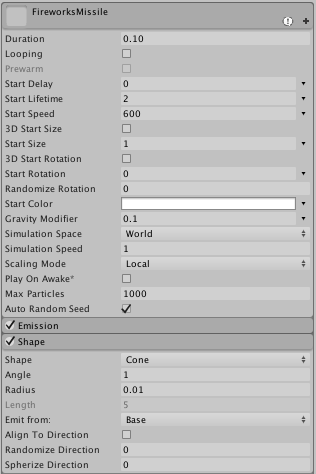 FireworksMissile
Duration 0.10
Looping
Prewarm
Start Delay 0
Start Lifetime 2
Start Speed 600
3D Start Size
Start Size 1
3D Start Rotation
Start Rotation 0
Randomize Rotation 0
Start Color
Gravity Modifier 0.1
Simulation Space World
Simulation Speed 1
Scaling Mode Local
Play On Awake*
Max Particles 1000
Auto Random Seed
Emission
Shape
Shape Cone
Angle 1
Radius 0.01
Length 5
Emit from: Base
Align To Direction
Randomize Direction 0
Spherize Direction 0